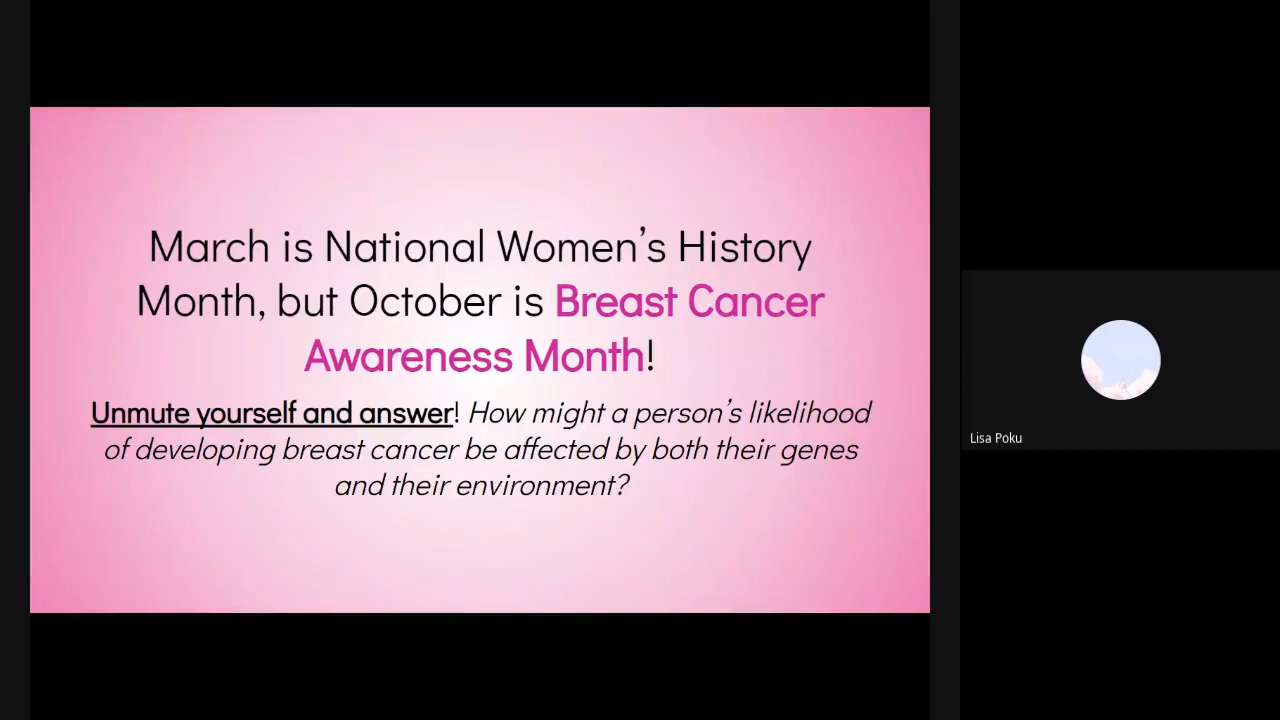 March is National Women’s History
Month, but October is Breast Cancer
Awareness Month!
Unmute yourself and answer! How might a person’s likelihood
of developing breast cancer be affected by both their genes
and their environment?
Lisa Poku